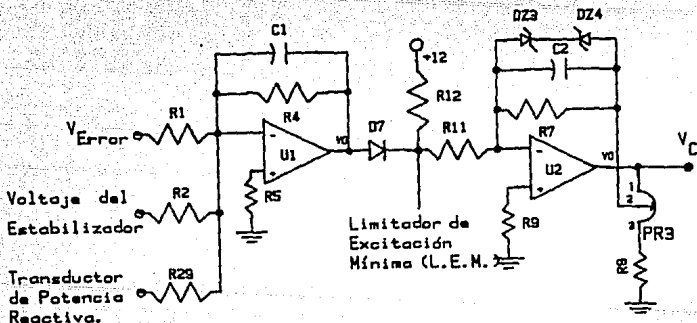 DZ3 DZ4
C1
+12
C2
R4
R12
V Error
R1
D7
R11
R7
- U1 + VO
- U2 + VO
V C
R5
Voltaje del
Estabilizador
R2
Limitador de
Excitación
Mínima (L.E.M.)
R9
1
2
3
PR3
R8
Transductor
de Potencia
Reactiva.
R29